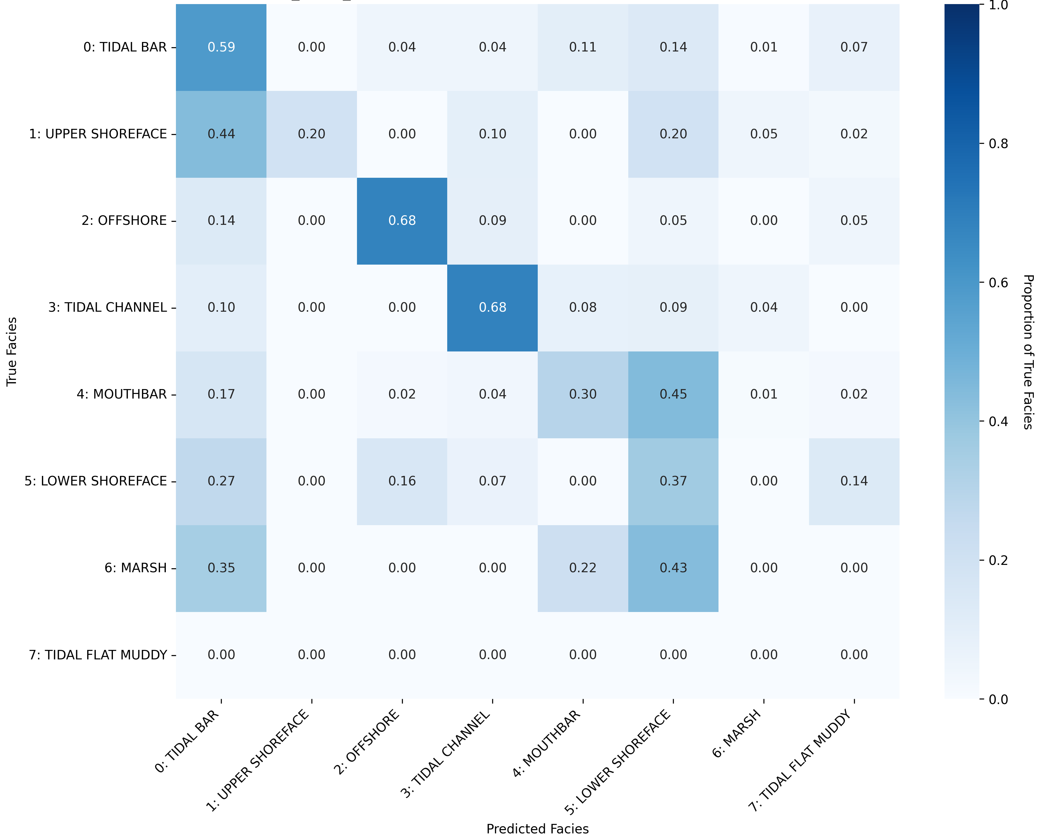 1.0
0: TIDAL BAR 0.59 0.00 0.04 0.04 0.11 0.14 0.01 0.07
0.8
1: UPPER SHOREFACE 0.44 0.20 0.00 0.10 0.00 0.20 0.05 0.02
2: OFFSHORE 0.14 0.00 0.68 0.09 0.00 0.05 0.00 0.05
0.6
3: TIDAL CHANNEL 0.10 0.00 0.00 0.68 0.08 0.09 0.04 0.00
True Facies
Proportion of True Facies
4: MOUTHBAR 0.17 0.00 0.02 0.04 0.30 0.45 0.01 0.02
0.4
5: LOWER SHOREFACE 0.27 0.00 0.16 0.07 0.00 0.37 0.00 0.14
0.2
6: MARSH 0.35 0.00 0.00 0.00 0.22 0.43 0.00 0.00
7: TIDAL FLAT MUDDY 0.00 0.00 0.00 0.00 0.00 0.00 0.00 0.00
0.0
0: TIDAL BAR
1: UPPER SHOREFACE
2: OFFSHORE
3: TIDAL CHANNEL
4: MOUTHBAR
5: LOWER SHOREFACE
6: MARSH
7: TIDAL FLAT MUDDY
Predicted Facies